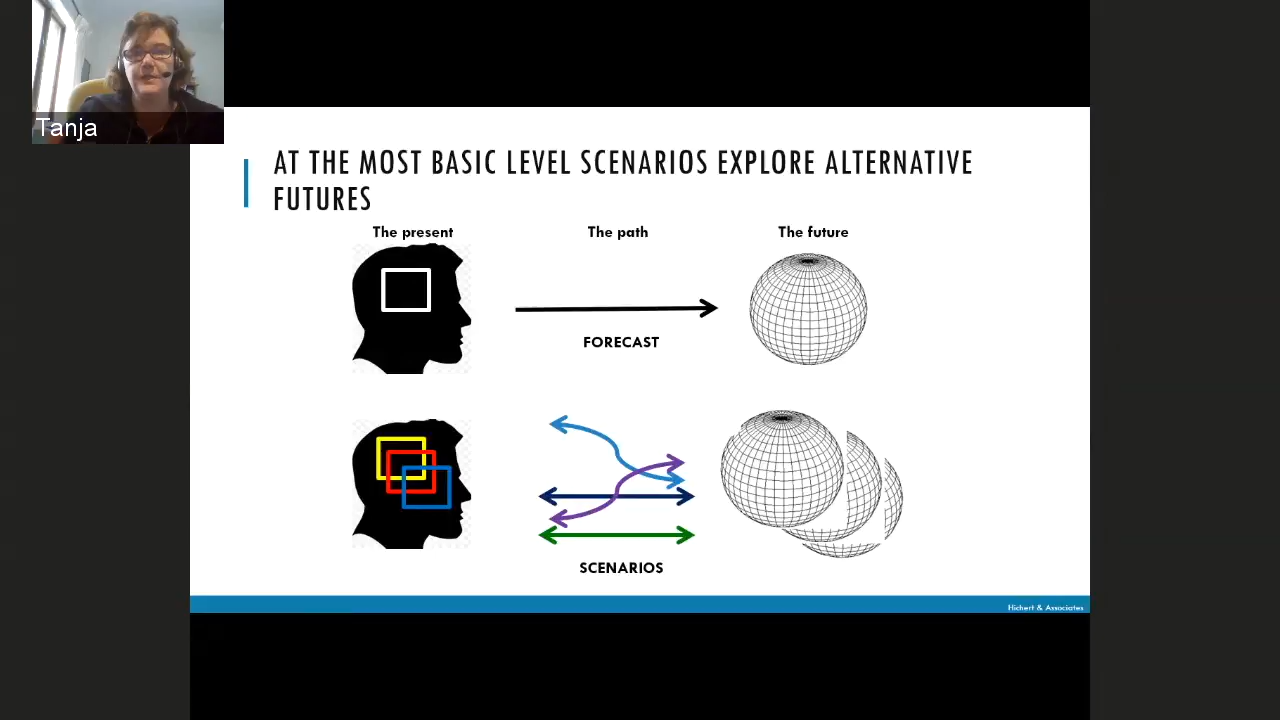 Tanja
AT THE MOST BASIC LEVEL SCENARIOS EXPLORE ALTERNATIVE
FUTURES
The present
The path
The future
FORECAST
SCENARIOS
Hichert & Associates